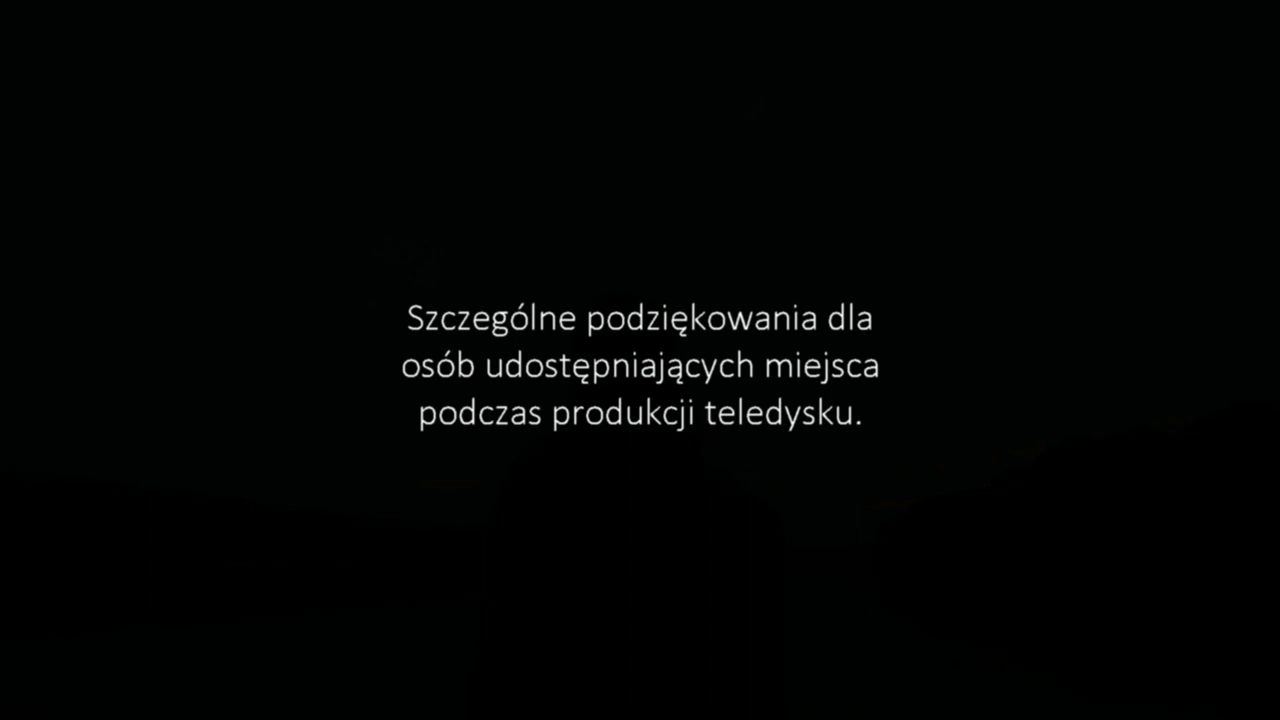 Szczególne podziękowania dla
osób udostępniających miejsca
podczas produkcji teledysku.